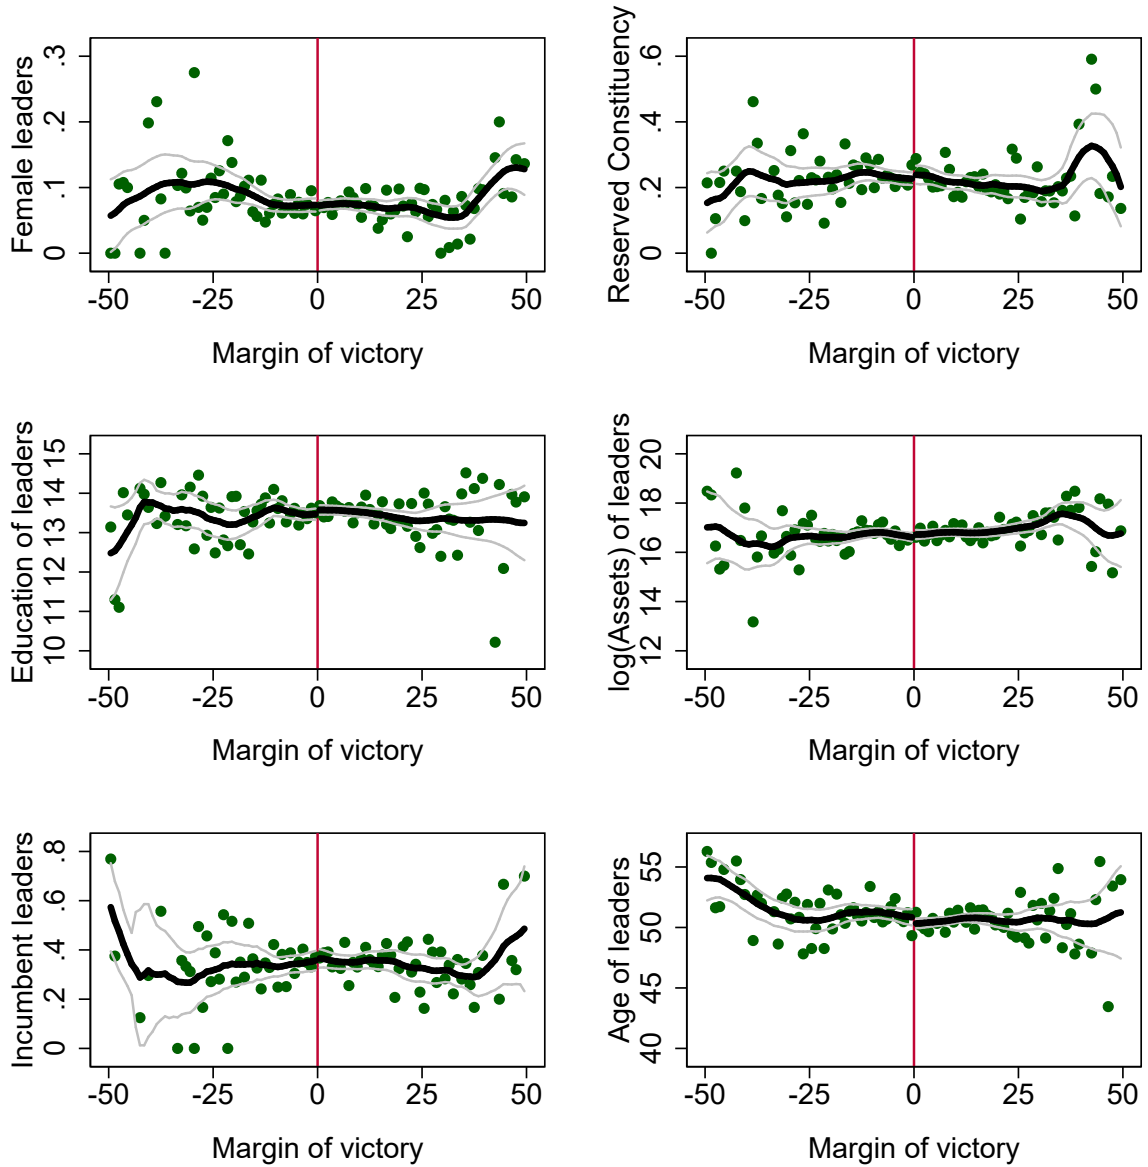 Female leaders
.3
.2
.1
0
-50 -25 0 25 50
Margin of victory
Reserved Constituency
.6
.4
.2
0
-50 -25 0 25 50
Margin of victory
Education of leaders
15
14
13
12
11
10
-50 -25 0 25 50
Margin of victory
log(Assets) of leaders
20
18
16
14
12
-50 -25 0 25 50
Margin of victory
Incumbent leaders
.8
.6
.4
.2
0
-50 -25 0 25 50
Margin of victory
Age of leaders
55
50
45
40
-50 -25 0 25 50
Margin of victory